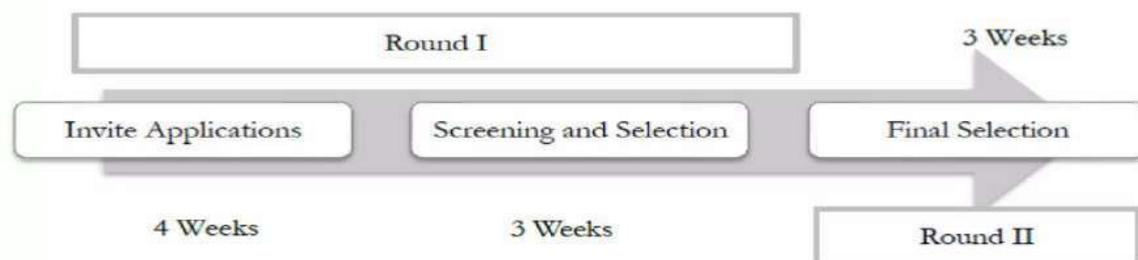 Round I
3 Weeks
Invite Applications
Screening and Selection
Final Selection
4 Weeks
3 Weeks
Round II